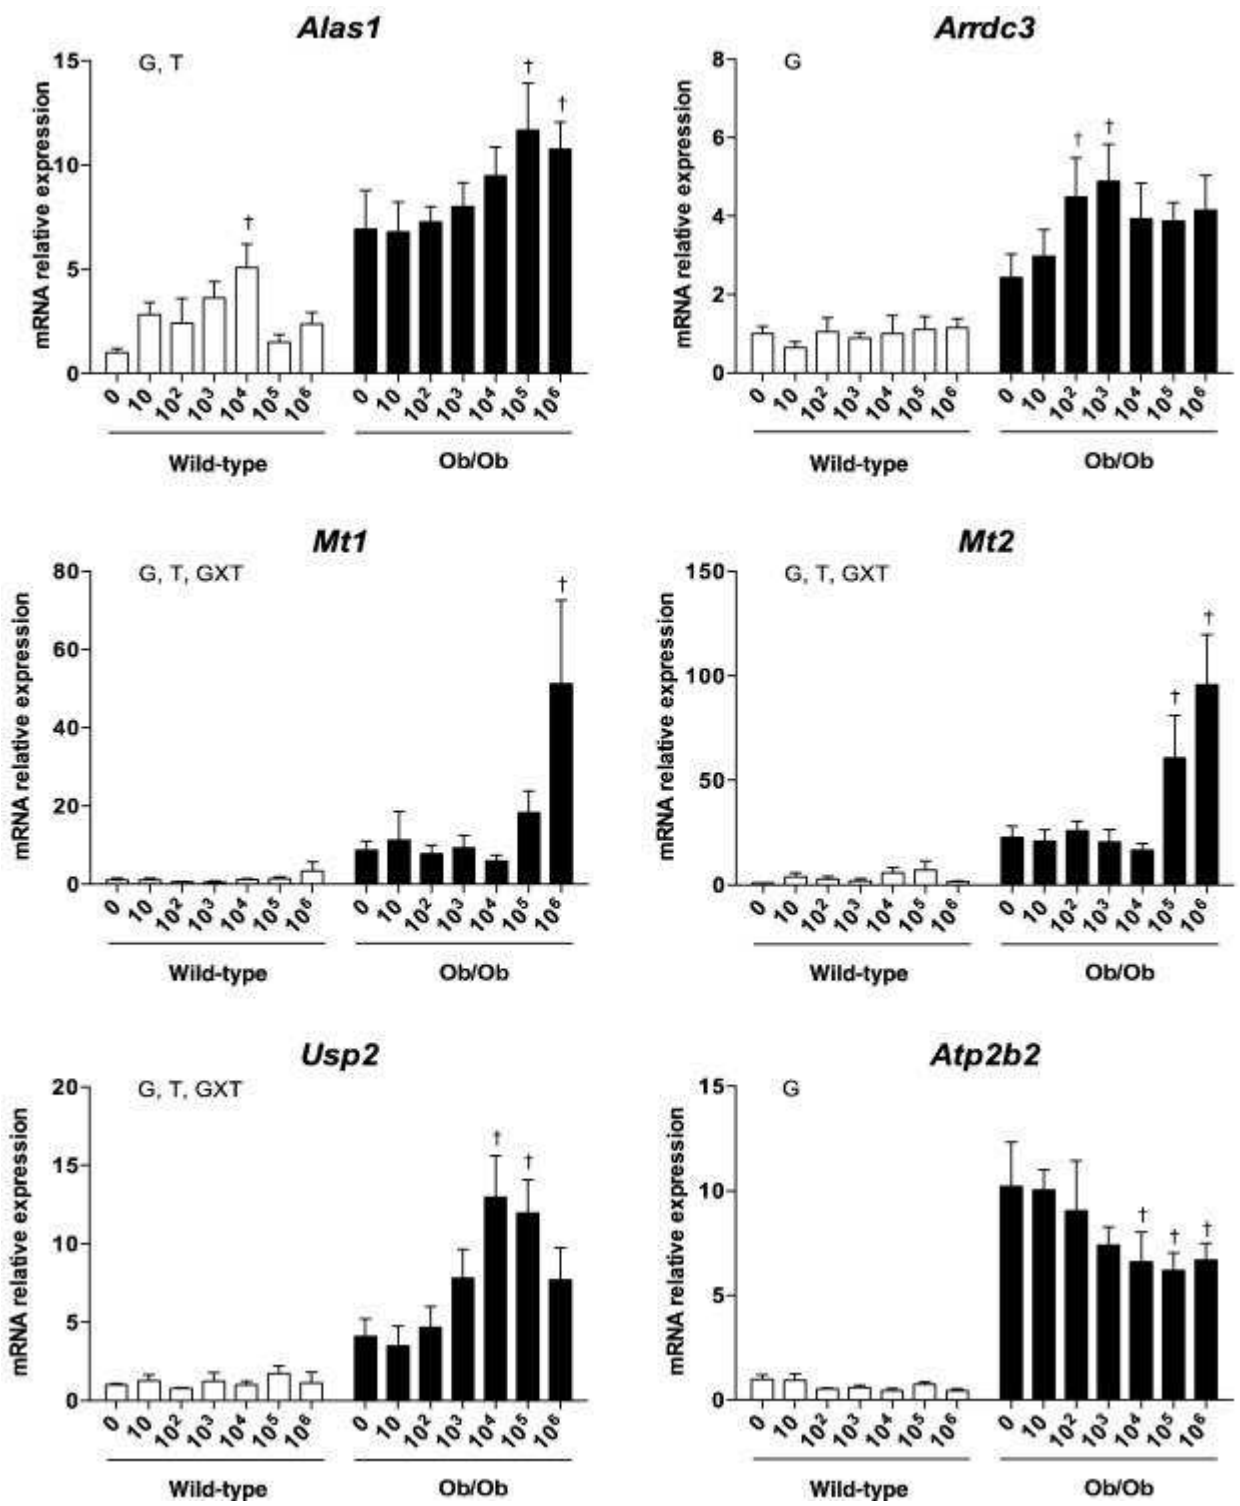 Alas1
G, T
mRNA relative expression
15
10
5
0
† † †
0 10 10² 10³ 10⁴ 10⁵ 10⁶ 0 10 10² 10³ 10⁴ 10⁵ 10⁶
Wild-type Ob/Ob
Arrdc3
G
mRNA relative expression
8
6
4
2
0
† †
0 10 10² 10³ 10⁴ 10⁵ 10⁶ 0 10 10² 10³ 10⁴ 10⁵ 10⁶
Wild-type Ob/Ob
Mt1
G, T, GXT
mRNA relative expression
80
60
40
20
0
†
0 10 10² 10³ 10⁴ 10⁵ 10⁶ 0 10 10² 10³ 10⁴ 10⁵ 10⁶
Wild-type Ob/Ob
Mt2
G, T, GXT
mRNA relative expression
150
100
50
0
† †
0 10 10² 10³ 10⁴ 10⁵ 10⁶ 0 10 10² 10³ 10⁴ 10⁵ 10⁶
Wild-type Ob/Ob
Usp2
G, T, GXT
mRNA relative expression
20
15
10
5
0
† †
0 10 10² 10³ 10⁴ 10⁵ 10⁶ 0 10 10² 10³ 10⁴ 10⁵ 10⁶
Wild-type Ob/Ob
Atp2b2
G
mRNA relative expression
15
10
5
0
† † †
0 10 10² 10³ 10⁴ 10⁵ 10⁶ 0 10 10² 10³ 10⁴ 10⁵ 10⁶
Wild-type Ob/Ob